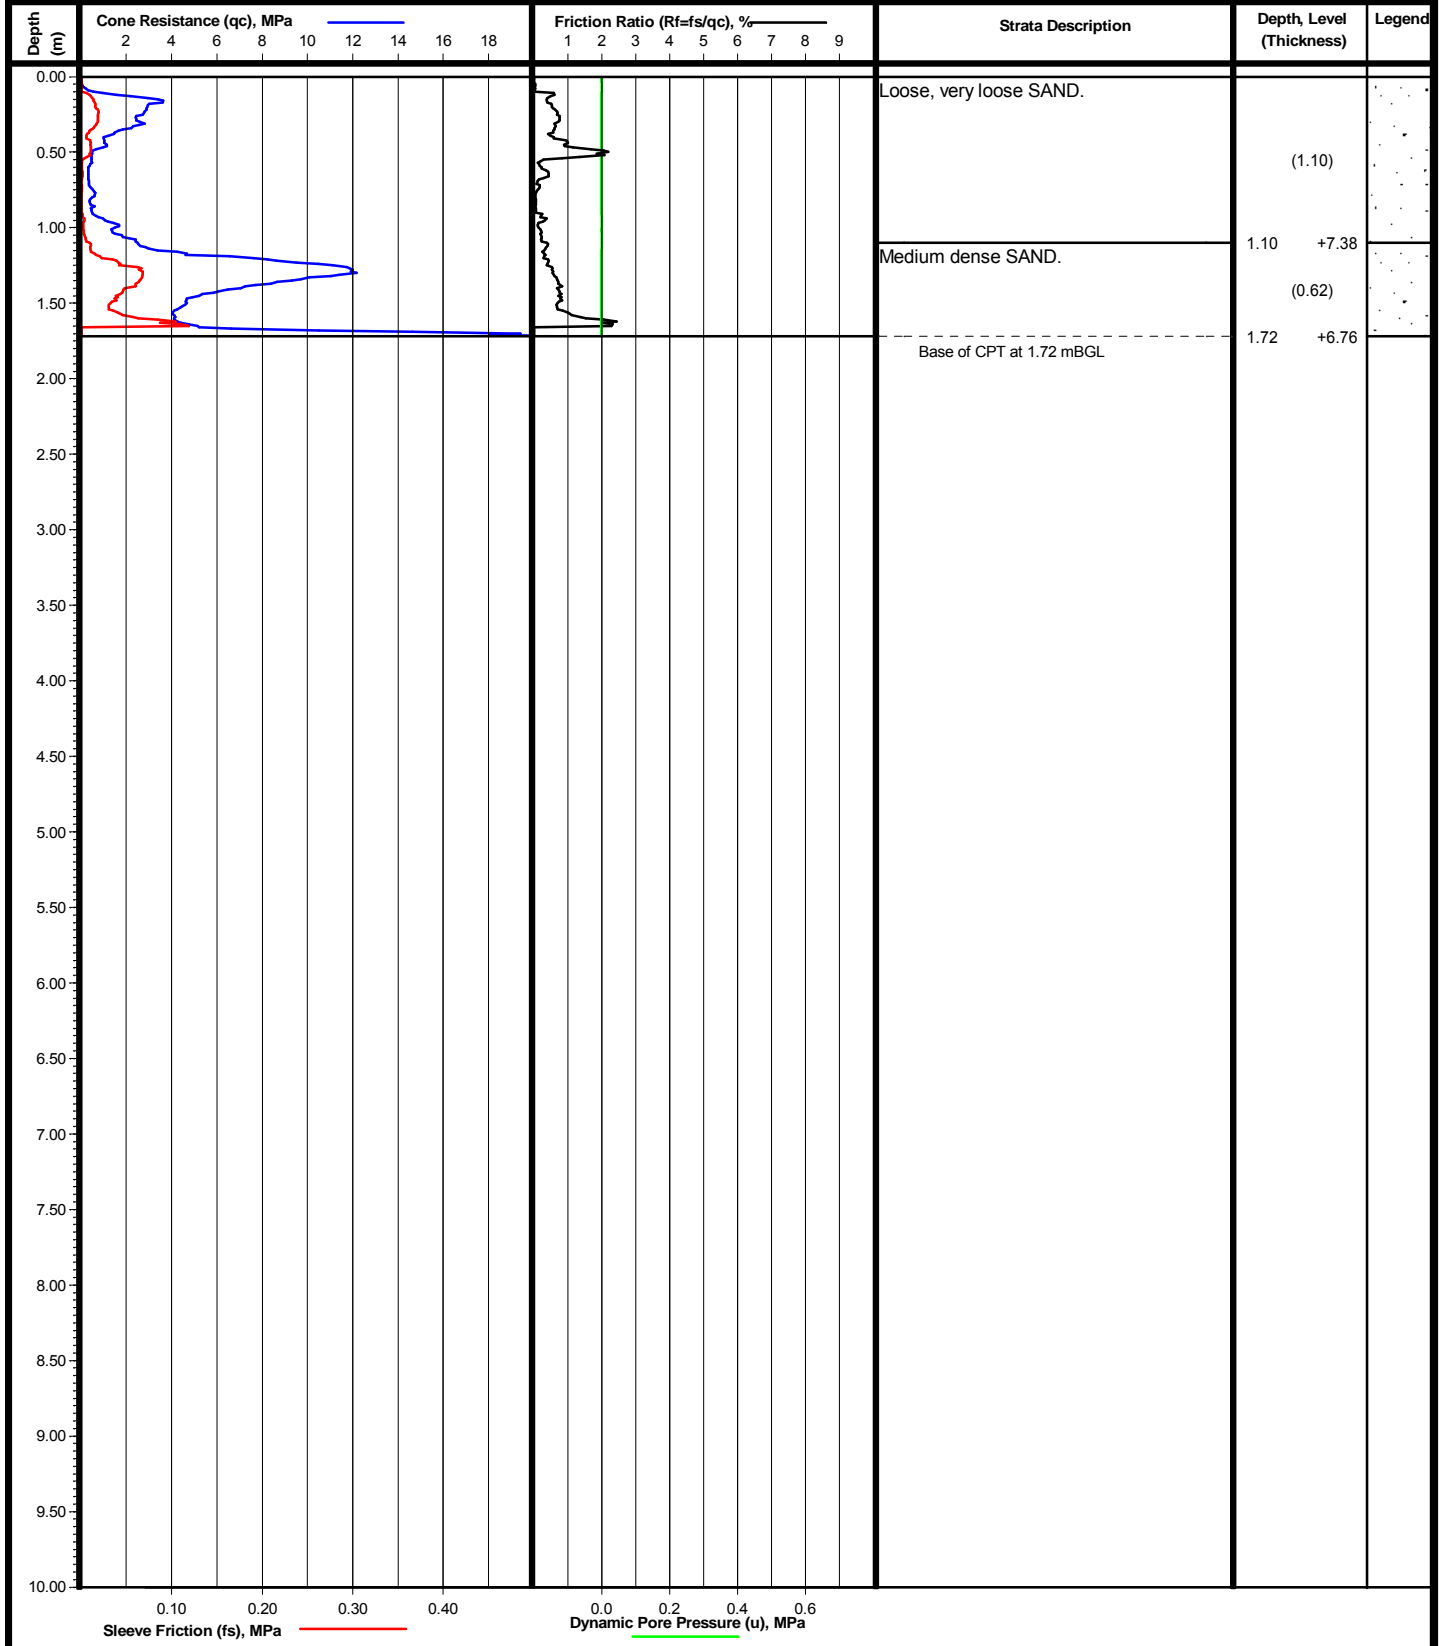 Depth (m)
Cone Resistance (qc), MPa
2 4 6 8 10 12 14 16 18
Friction Ratio (Rf=fs/qc), %
1 2 3 4 5 6 7 8 9
Strata Description
Depth, Level
(Thickness)
Legend
0.00
Loose, very loose SAND.
0.50
(1.10)
1.00
1.10 +7.38
Medium dense SAND.
(0.62)
1.50
1.72 +6.76
Base of CPT at 1.72 mBGL
2.00
2.50
3.00
3.50
4.00
4.50
5.00
5.50
6.00
6.50
7.00
7.50
8.00
8.50
9.00
9.50
10.00
0.10 0.20 0.30 0.40
Sleeve Friction (fs), MPa
0.0 0.2 0.4 0.6
Dynamic Pore Pressure (u), MPa